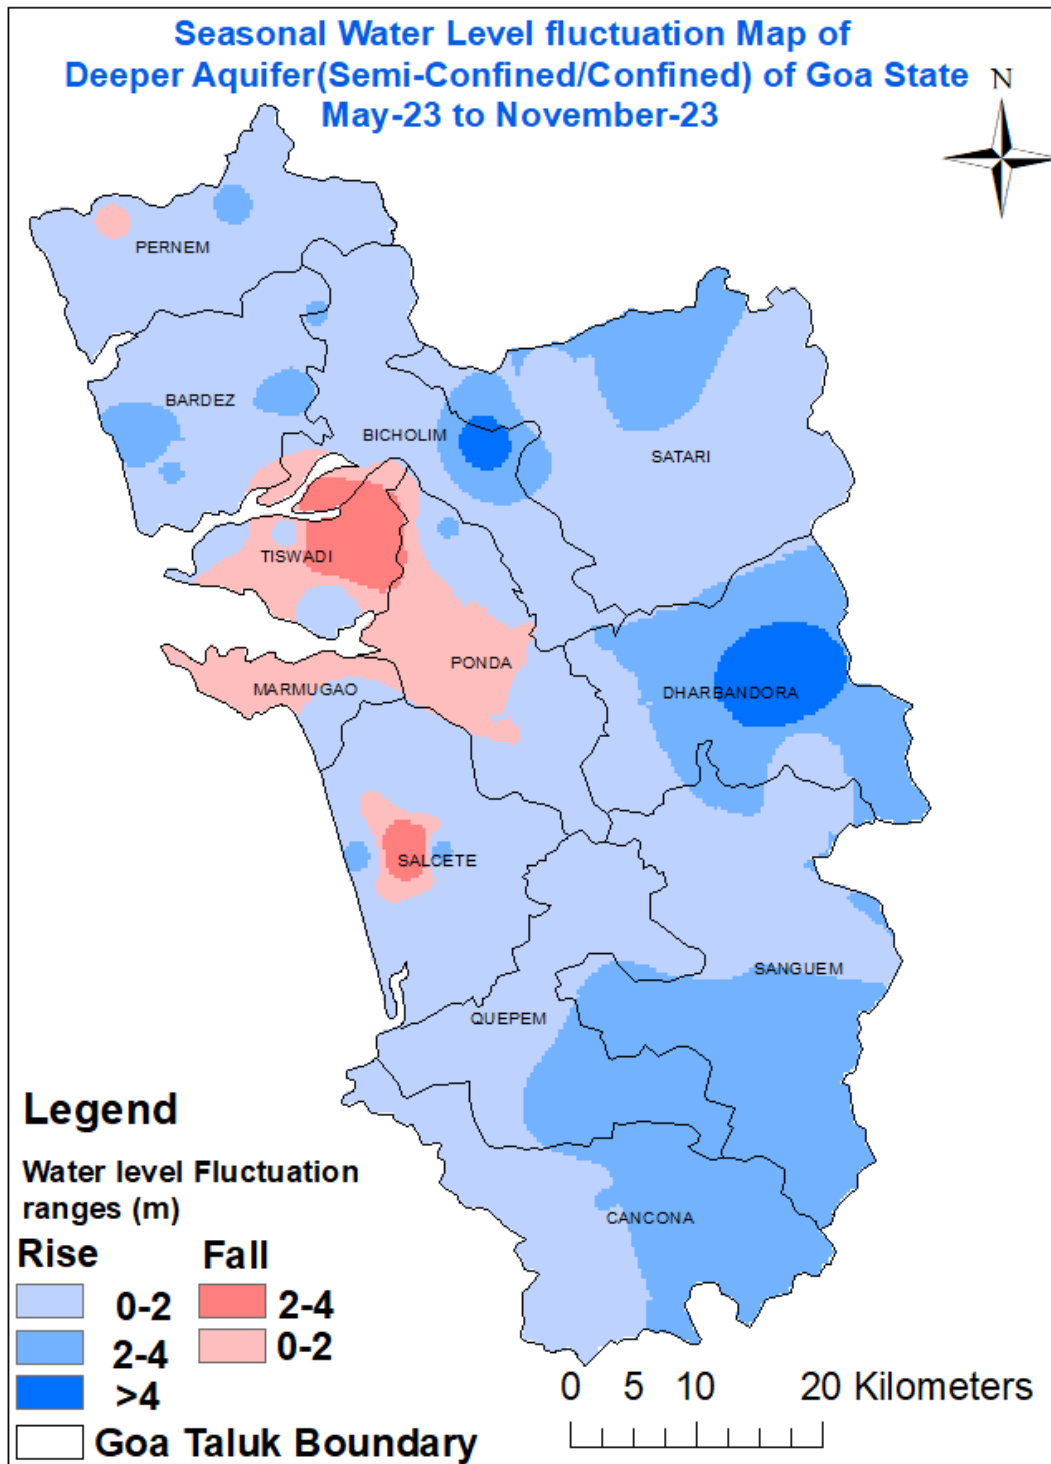 Seasonal Water Level fluctuation Map of
Deeper Aquifer(Semi-Confined/Confined) of Goa State
May-23 to November-23
N
PERNEM
BARDEZ
BICHOLIM
SATARI
TISWADI
PONDA
MARMUGAO
DHARBANDORA
SALCETE
SANGUEM
QUEPEM
CANCONA
Legend
Water level Fluctuation
ranges (m)
Rise Fall
0-2 2-4
2-4 0-2
>4
Goa Taluk Boundary
0 5 10 20 Kilometers